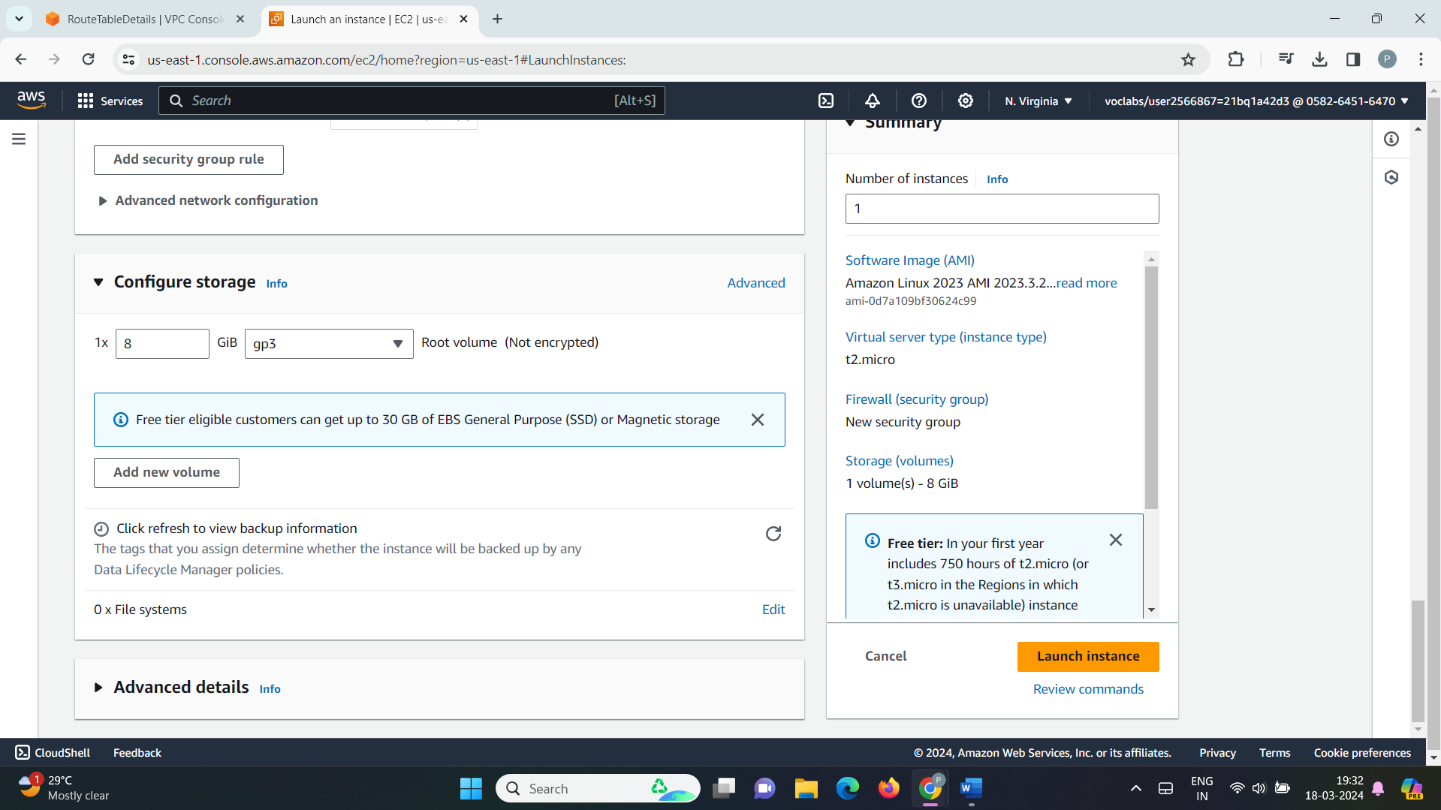 RouteTableDetails | VPC Consol
Launch an instance | EC2 | us-ea
us-east-1.console.aws.amazon.com/ec2/home?region=us-east-1#LaunchInstances:
P
aws
Services
Search
[Alt+S]
N. Virginia
voclabs/user2566867=21bq1a42d3 @ 0582-6451-6470
Add security group rule
Advanced network configuration
Configure storage
Info
Advanced
1x
8
GiB
gp3
Root volume (Not encrypted)
Free tier eligible customers can get up to 30 GB of EBS General Purpose (SSD) or Magnetic storage
Add new volume
Click refresh to view backup information
The tags that you assign determine whether the instance will be backed up by any
Data Lifecycle Manager policies.
0 x File systems
Edit
Advanced details
Info
Summary
Number of instances
Info
1
Software Image (AMI)
Amazon Linux 2023 AMI 2023.3.2...read more
ami-0d7a109bf30624c99
Virtual server type (instance type)
t2.micro
Firewall (security group)
New security group
Storage (volumes)
1 volume(s) - 8 GiB
Free tier: In your first year
includes 750 hours of t2.micro (or
t3.micro in the Regions in which
t2.micro is unavailable) instance
Cancel
Launch instance
Review commands
CloudShell
Feedback
© 2024, Amazon Web Services, Inc. or its affiliates.
Privacy
Terms
Cookie preferences
1
29°C
Mostly clear
Search
P
W
ENG
IN
19:32
18-03-2024
PRE